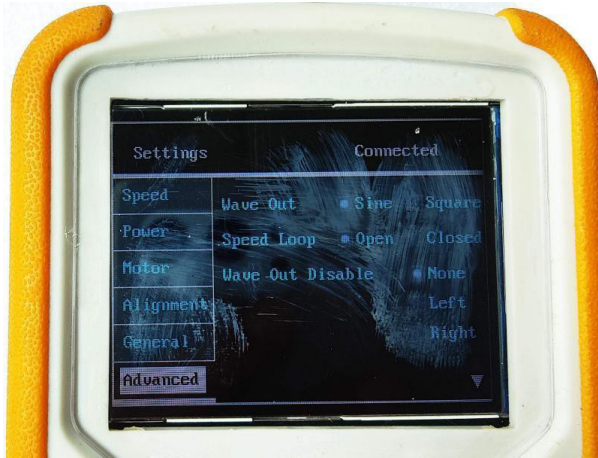 Settings Connected
Speed
Power
Motor
Alignment
General
Advanced
Wave Out Sine Square
Speed Loop Open Closed
Wave Out Disable None
Left
Right